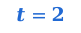 t = 2